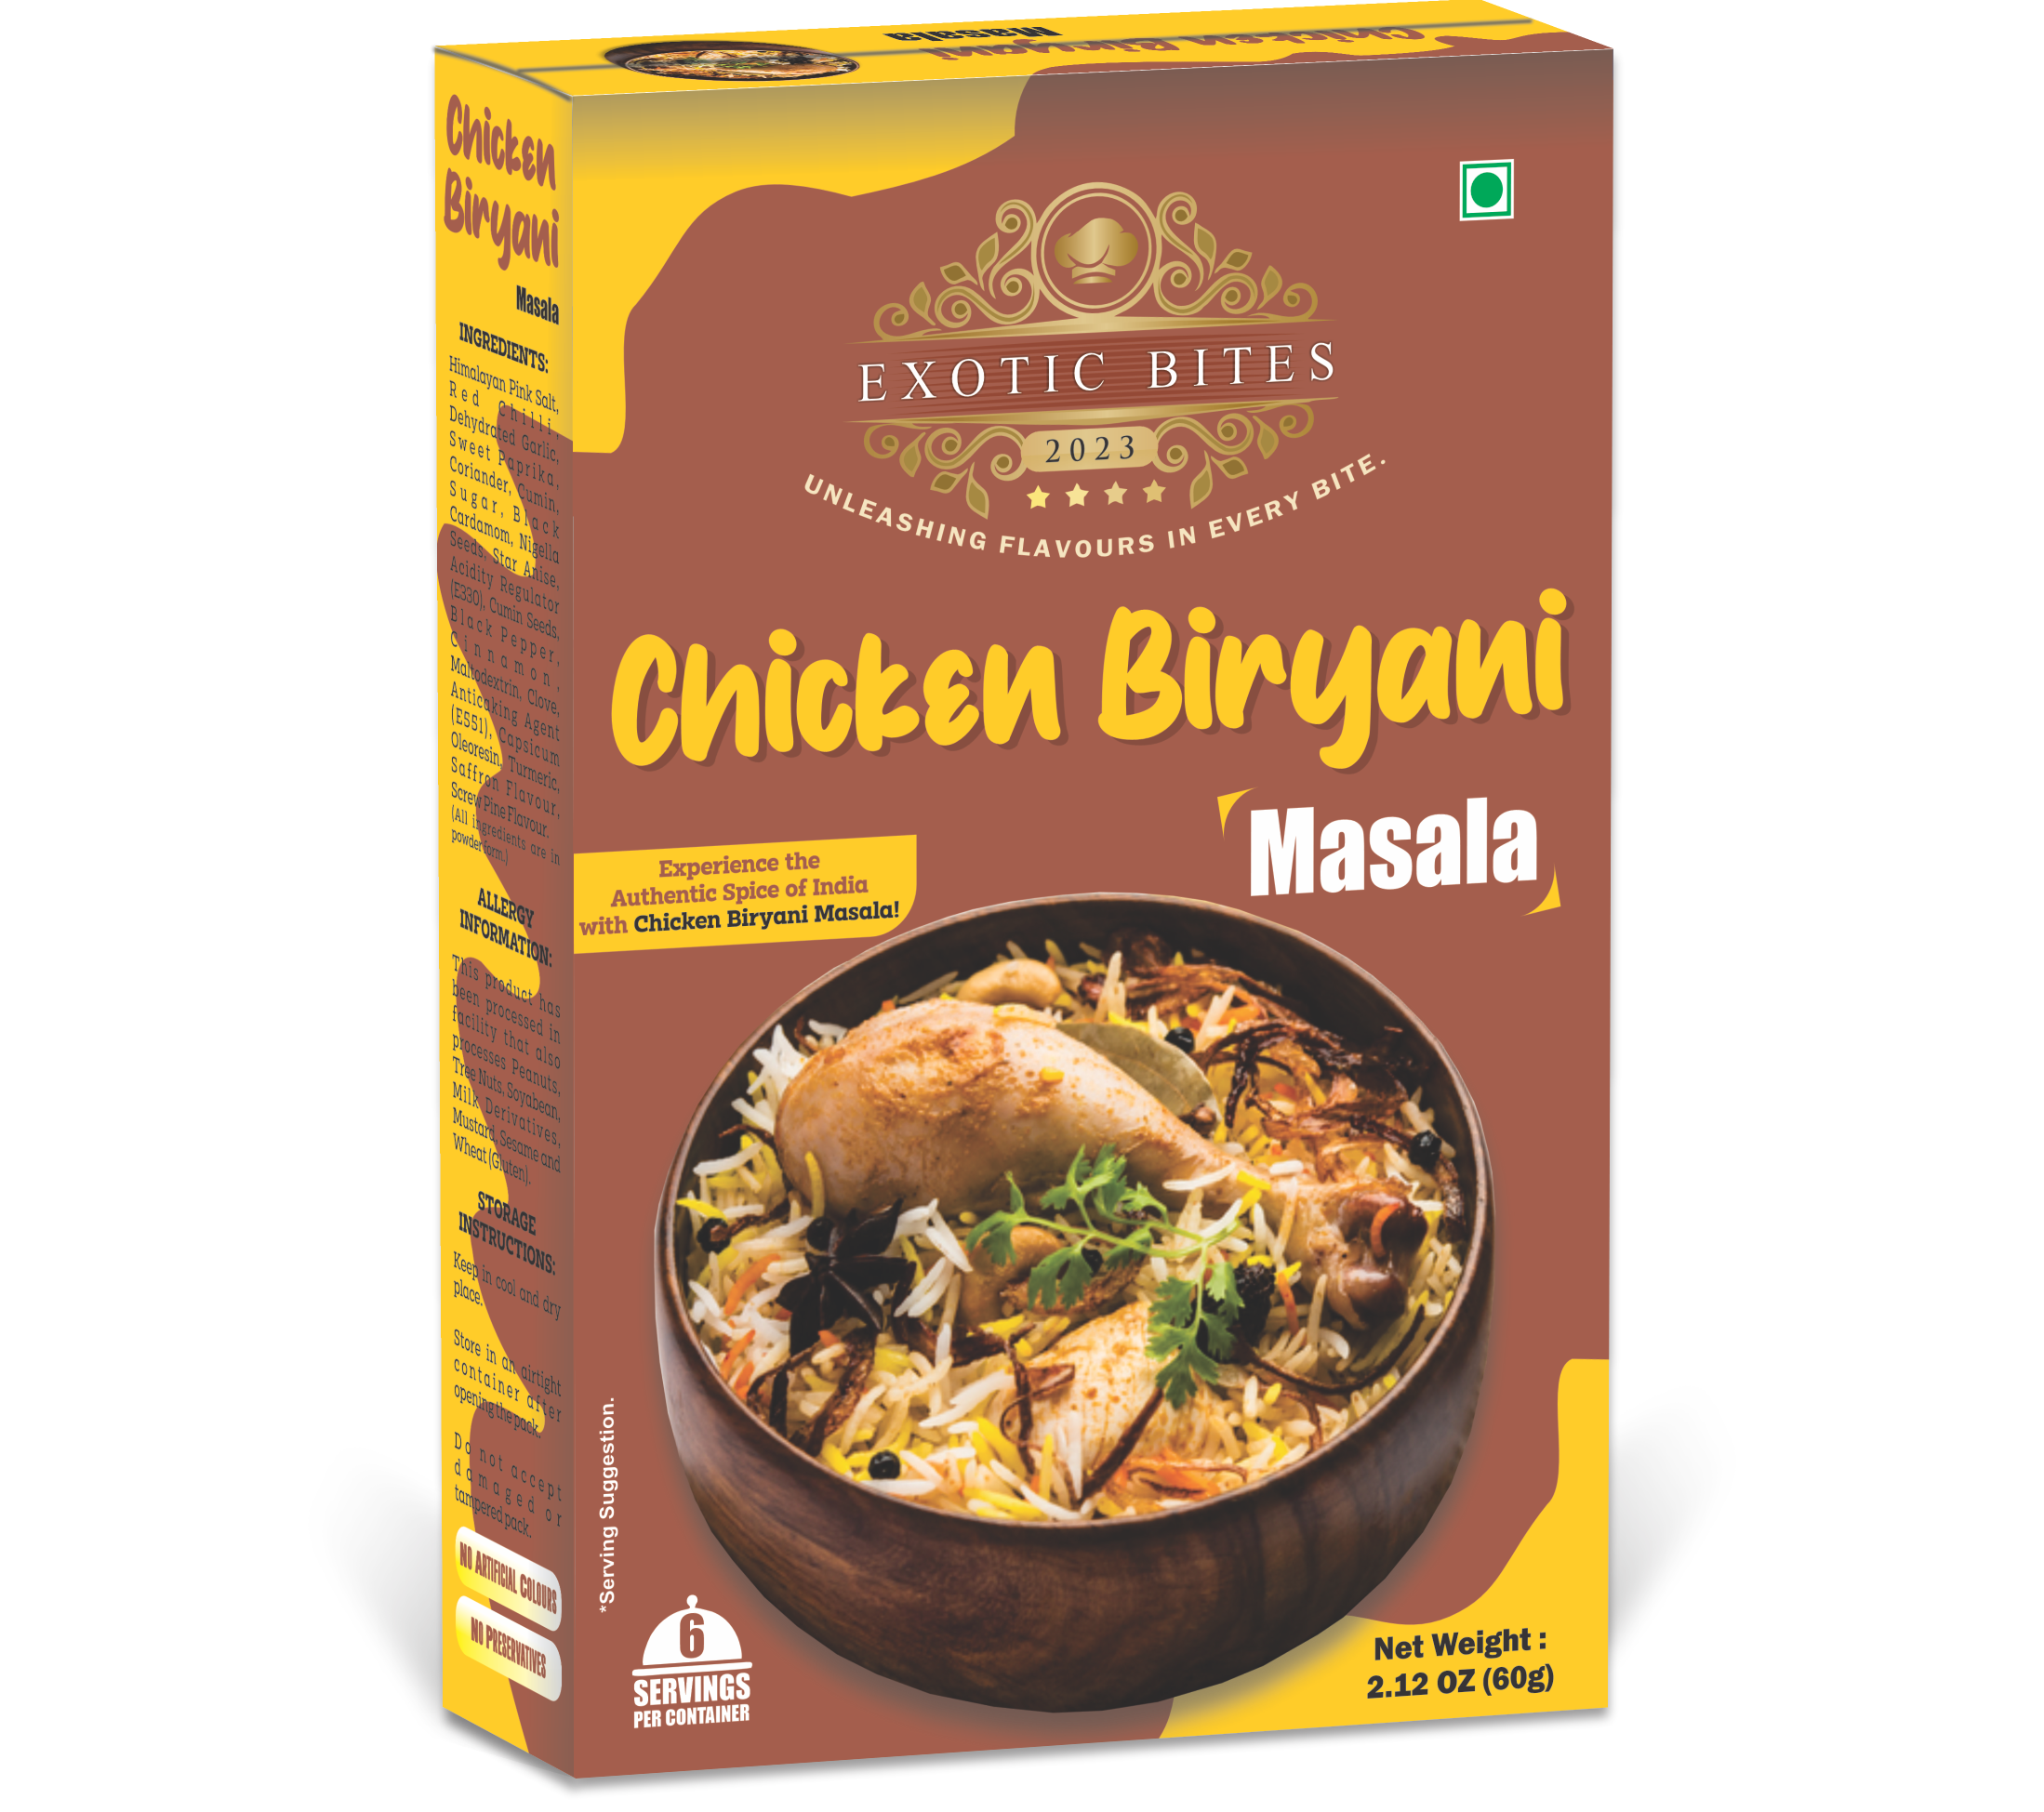 Chicken Biryani
Masala
EXOTIC BITES
2023
UNLEASHING FLAVOURS IN EVERY BITE.
Chicken Biryani
Masala
Experience the
Authentic Spice of India
with Chicken Biryani Masala!
*Serving Suggestion.
6
SERVINGS
PER CONTAINER
Net Weight :
2.12 OZ (60g)
Chicken
Biryani
Masala
INGREDIENTS:
Himalayan Pink Salt,
Red Chilli,
Dehydrated Garlic,
Sweet Paprika,
Coriander, Cumin,
Sugar, Black
Cardamom, Nigella
Seeds, Star Anise,
Acidity Regulator
(E330), Cumin Seeds,
Black Pepper,
Cinnamon,
Maltodextrin, Clove,
Anticaking Agent
(E551), Capsicum
Oleoresin, Turmeric,
Saffron Flavour,
Screw Pine Flavour.
(All ingredients are in
powder form.)
ALLERGY
INFORMATION:
This product has
been processed in
facility that also
processes Peanuts,
Tree Nuts, Soyabean,
Milk Derivatives,
Mustard, Sesame and
Wheat (Gluten).
STORAGE
INSTRUCTIONS:
Keep in cool and dry
place.
Store in an airtight
container after
opening the pack.
Do not accept
damaged or
tampered pack.
NO ARTIFICIAL COLOURS
NO PRESERVATIVES